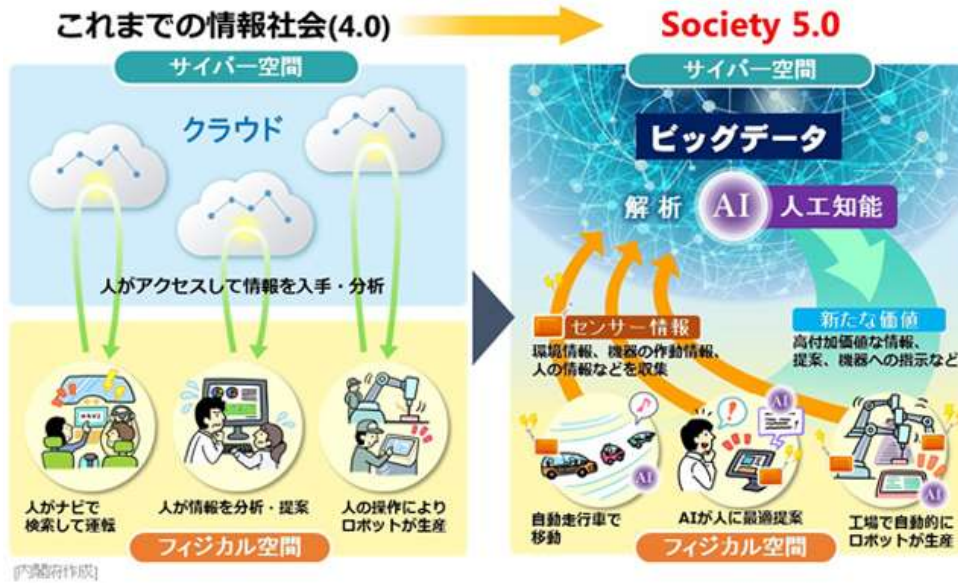 これまでの情報社会(4.0)
Society 5.0
サイバー空間
クラウド
人がアクセスして情報を入手・分析
人がナビで
検索して運転
人が情報を分析・提案
人の操作により
ロボットが生産
フィジカル空間
サイバー空間
ビッグデータ
解析
AI
人工知能
センサー情報
環境情報、機器の作動情報、
人の情報などを収集
新たな価値
高付加価値な情報、
提案、機器への指示など
AI
AI
AI
自動走行車で
移動
AIが人に最適提案
工場で自動的に
ロボットが生産
フィジカル空間
[内閣府作成]